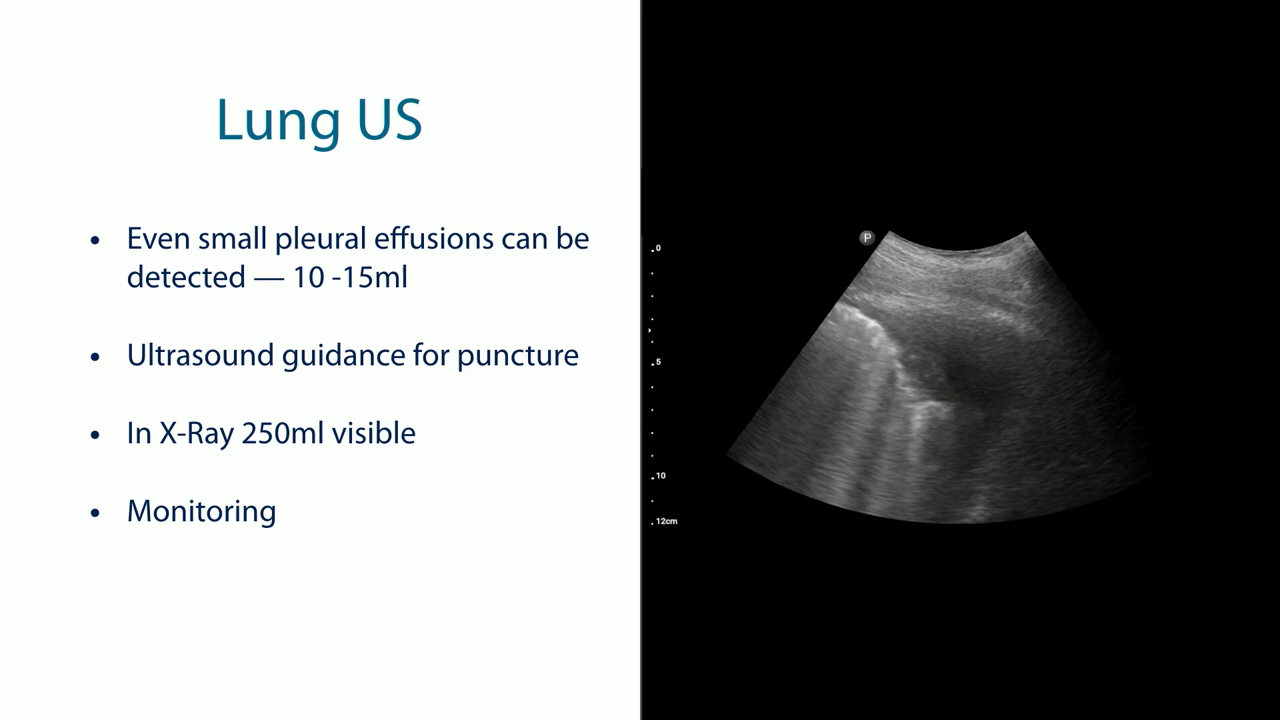 Lung US
• Even small pleural effusions can be
detected — 10 -15ml
• Ultrasound guidance for puncture
• In X-Ray 250ml visible
• Monitoring
P
0
5
10
12cm